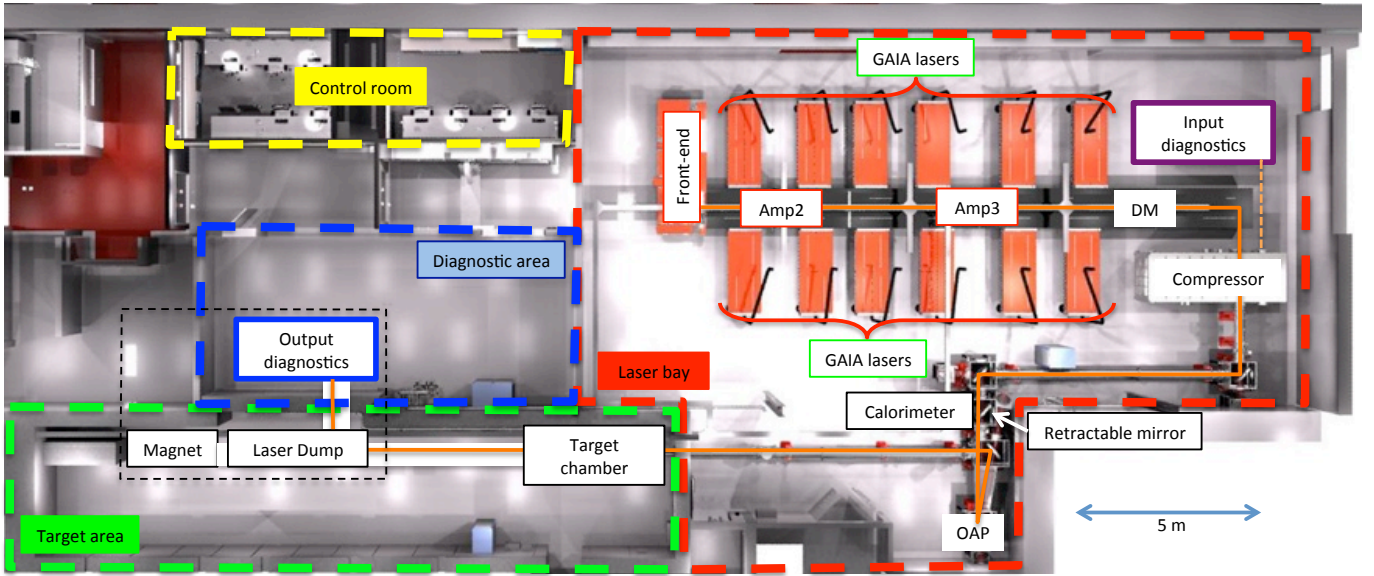 GAIA lasers
Control room
Input
diagnostics
Front-end
Amp2
Amp3
DM
Diagnostic area
Compressor
Output
diagnostics
GAIA lasers
Laser bay
Calorimeter
Retractable mirror
Magnet
Laser Dump
Target
chamber
5 m
Target area
OAP